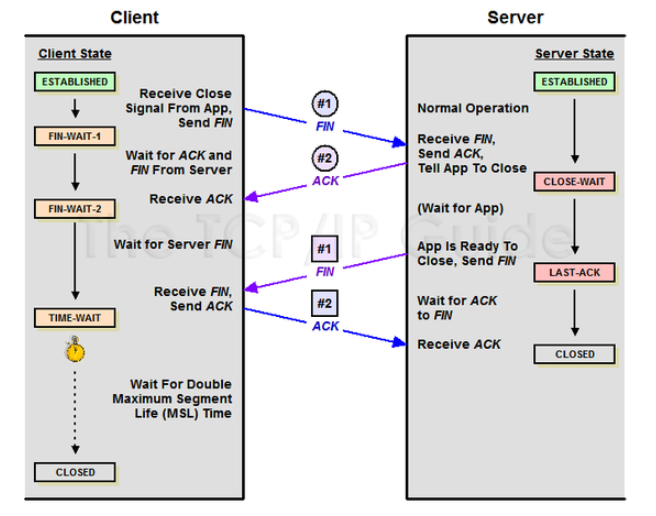 Client
Server
Client State
Server State
ESTABLISHED
Receive Close
Signal From App,
Send FIN
FIN-WAIT-1
Wait for ACK and
FIN From Server
Receive ACK
FIN-WAIT-2
Wait for Server FIN
Receive FIN,
Send ACK
TIME-WAIT
Wait For Double
Maximum Segment
Life (MSL) Time
CLOSED
#1
FIN
#2
ACK
#1
FIN
#2
ACK
ESTABLISHED
Normal Operation
Receive FIN,
Send ACK,
Tell App To Close
CLOSE-WAIT
(Wait for App)
App Is Ready To
Close, Send FIN
LAST-ACK
Wait for ACK
to FIN
Receive ACK
CLOSED
The TCP/IP Guide